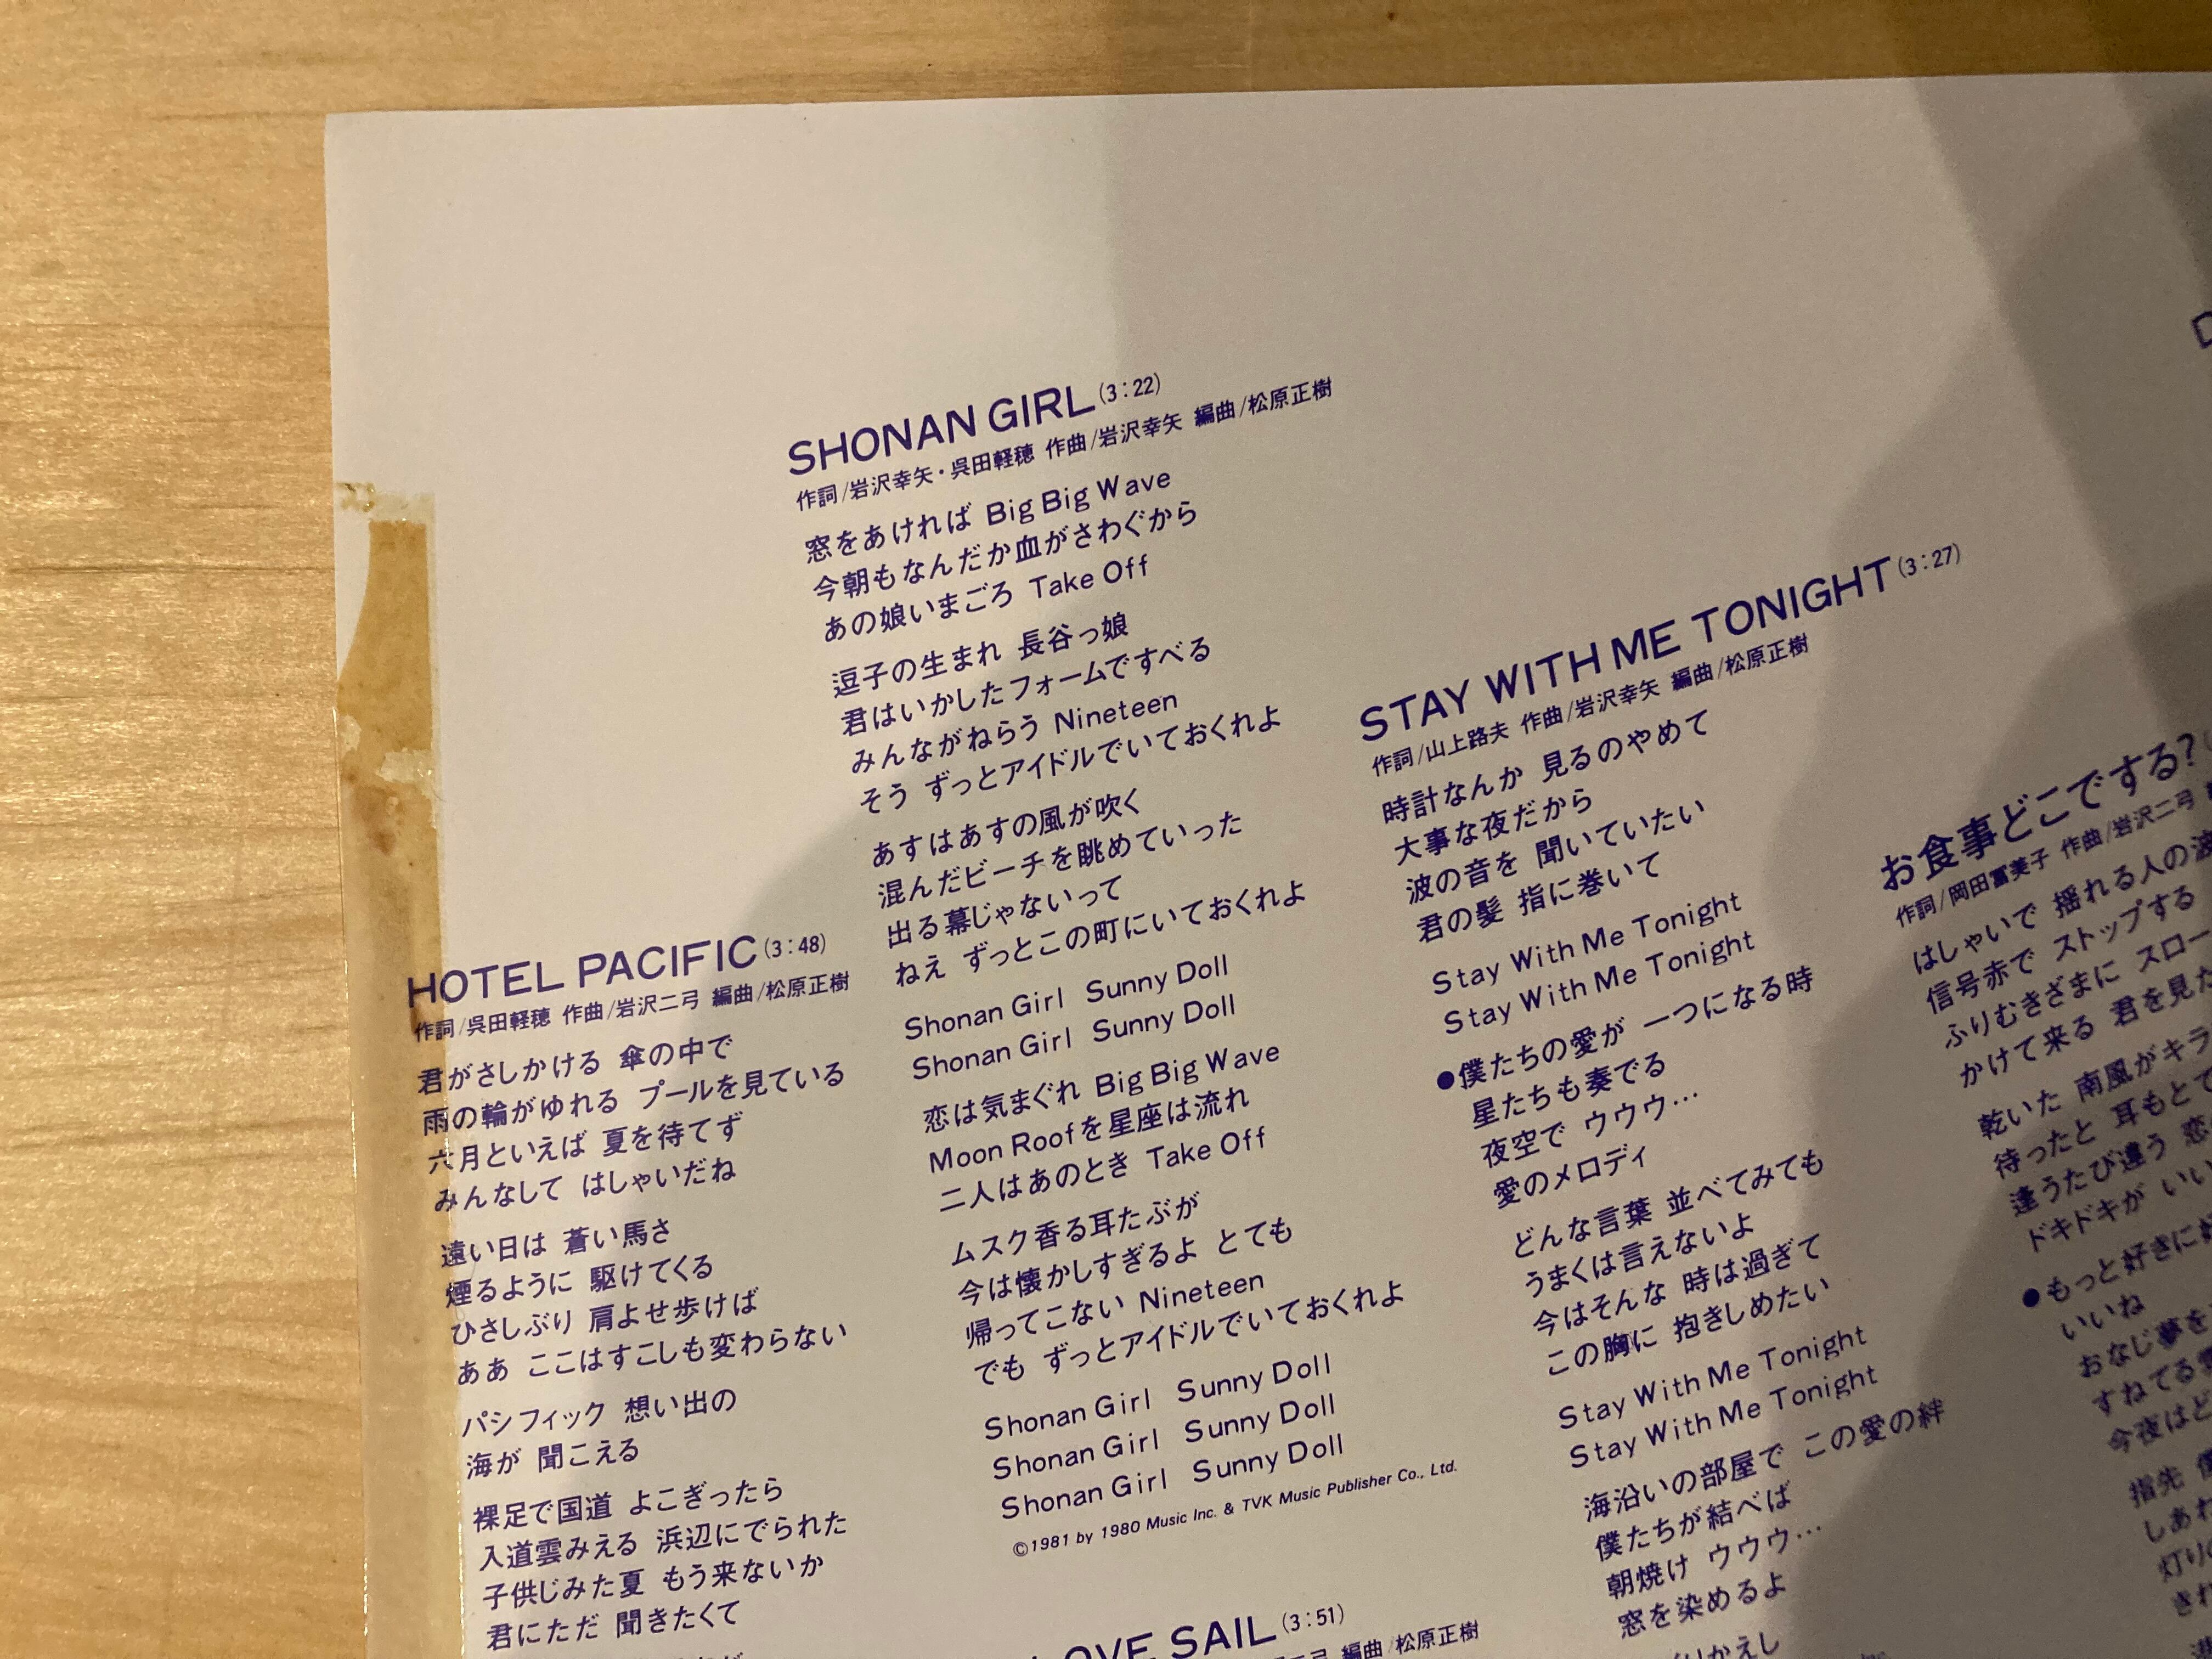 SHONAN GIRL(3:22)
作詞/岩沢幸矢・呉田軽穂 作曲/岩沢幸矢 編曲/松原正樹
窓をあければ Big Big Wave
今朝もなんだか血がさわぐから
あの娘いまごろ Take Off
逗子の生まれ 長谷っ娘
君はいかしたフォームですべる
みんながねらう Nineteen
そう ずっとアイドルでいておくれよ
あすはあすの風が吹く
混んだビーチを眺めていった
出る幕じゃないって
ねえ ずっとこの町にいておくれよ
Shonan Girl Sunny Doll
Shonan Girl Sunny Doll
恋は気まぐれ Big Big Wave
Moon Roofを星座は流れ
二人はあのとき Take Off
ムスク香る耳たぶが
今は懐かしすぎるよ とても
帰ってこない Nineteen
でも ずっとアイドルでいておくれよ
Shonan Girl Sunny Doll
Shonan Girl Sunny Doll
Shonan Girl Sunny Doll
©1981 by 1980 Music Inc. & TVK Music Publisher Co., Ltd.
HOTEL PACIFIC(3:48)
作詞/呉田軽穂 作曲/岩沢二弓 編曲/松原正樹
君がさしかける 傘の中で
雨の輪がゆれる プールを見ている
六月といえば 夏を待てず
みんなして はしゃいだね
遠い日は 蒼い馬さ
煙るように 駆けてくる
ひさしぶり 肩よせ歩けば
ああ ここはすこしも変わらない
パシフィック 想い出の
海が 聞こえる
裸足で国道 よこぎったら
入道雲みえる 浜辺にでられた
子供じみた夏 もう来ないか
君にただ 聞きたくて
LOVE SAIL(3:51)
二弓 編曲/松原正樹
STAY WITH ME TONIGHT(3:27)
作詞/山上路夫 作曲/岩沢幸矢 編曲/松原正樹
時計なんか 見るのやめて
大事な夜だから
波の音を 聞いていたい
君の髪 指に巻いて
Stay With Me Tonight
Stay With Me Tonight
●僕たちの愛が 一つになる時
星たちも奏でる
夜空で ウウウ…
愛のメロディ
どんな言葉 並べてみても
うまくは言えないよ
今はそんな 時は過ぎて
この胸に 抱きしめたい
Stay With Me Tonight
Stay With Me Tonight
海沿いの部屋で この愛の絆
僕たちが結べば
朝焼け ウウウ…
窓を染めるよ
りかえし
お食事どこでする?
作詞/岡田冨美子 作曲/岩沢二弓
はしゃいで 揺れる人の波
信号赤で ストップする
ふりむきざまに スロー
かけて来る 君を見た
乾いた 南風がキラ
待ったと 耳もとで
逢うたび違う 恋
ドキドキが いい
●もっと好きに
いいね
おなじ夢を
すねてる
今夜はど
指先
しあわ
灯りの